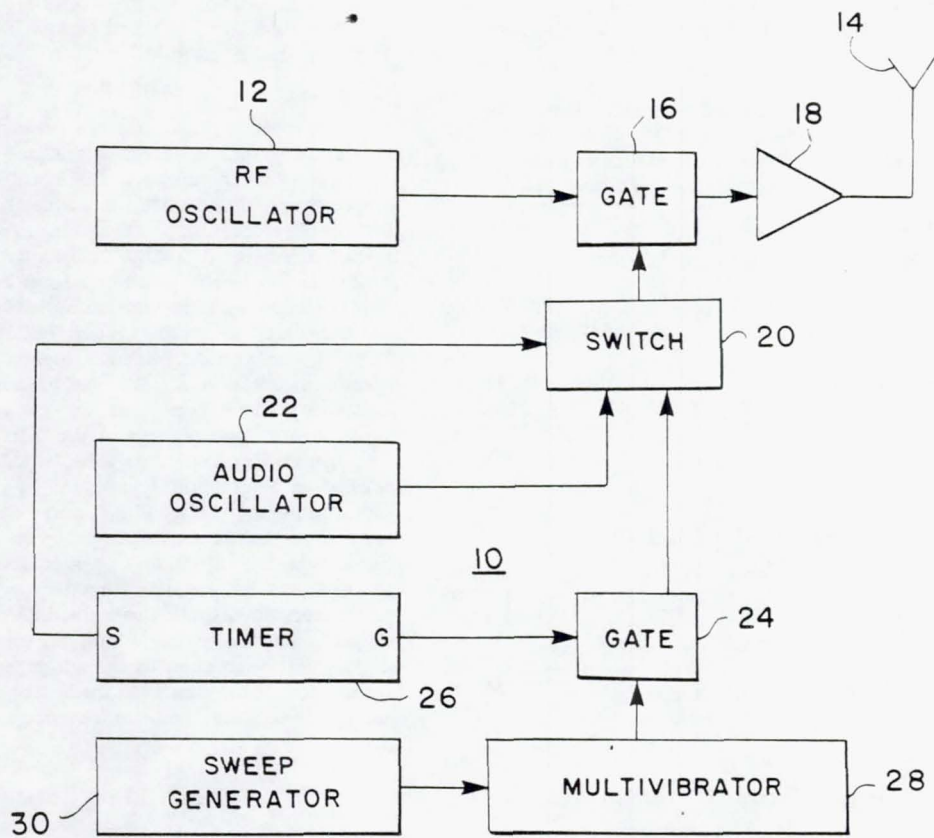 14
12
16
18
RF
OSCILLATOR
GATE
SWITCH
20
22
AUDIO
OSCILLATOR
10
S TIMER G
GATE
24
26
SWEEP
GENERATOR
MULTIVIBRATOR
28
30